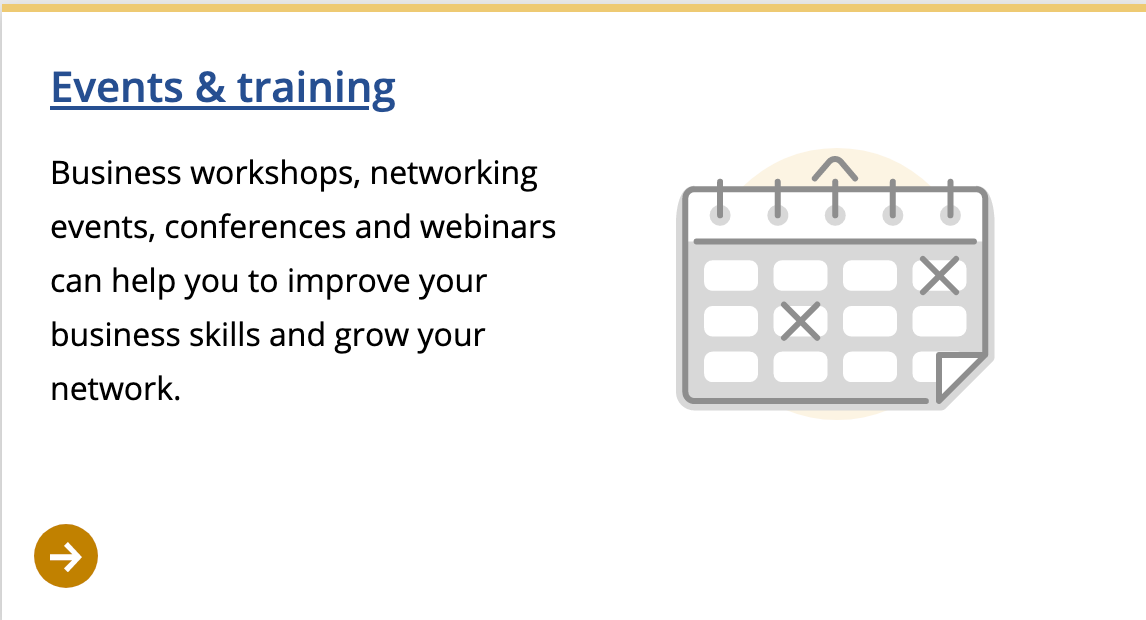 Events & training
Business workshops, networking
events, conferences and webinars
can help you to improve your
business skills and grow your
network.